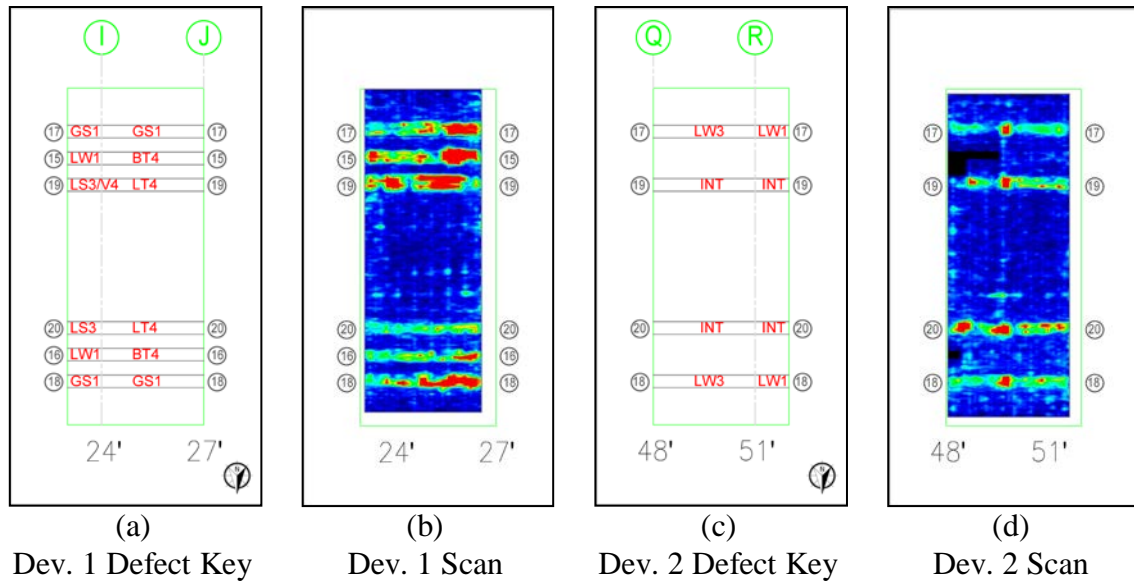 I J
17 GS1 GS1 17
15 LW1 BT4 15
19 LS3/V4 LT4 19
20 LS3 LT4 20
16 LW1 BT4 16
18 GS1 GS1 18
24' 27'
N
(a)
Dev. 1 Defect Key
17 17
15 15
19 19
20 20
16 16
18 18
24' 27'
(b)
Dev. 1 Scan
Q R
17 LW3 LW1 17
19 INT INT 19
20 INT INT 20
18 LW3 LW1 18
48' 51'
N
(c)
Dev. 2 Defect Key
17 17
19 19
20 20
18 18
48' 51'
(d)
Dev. 2 Scan